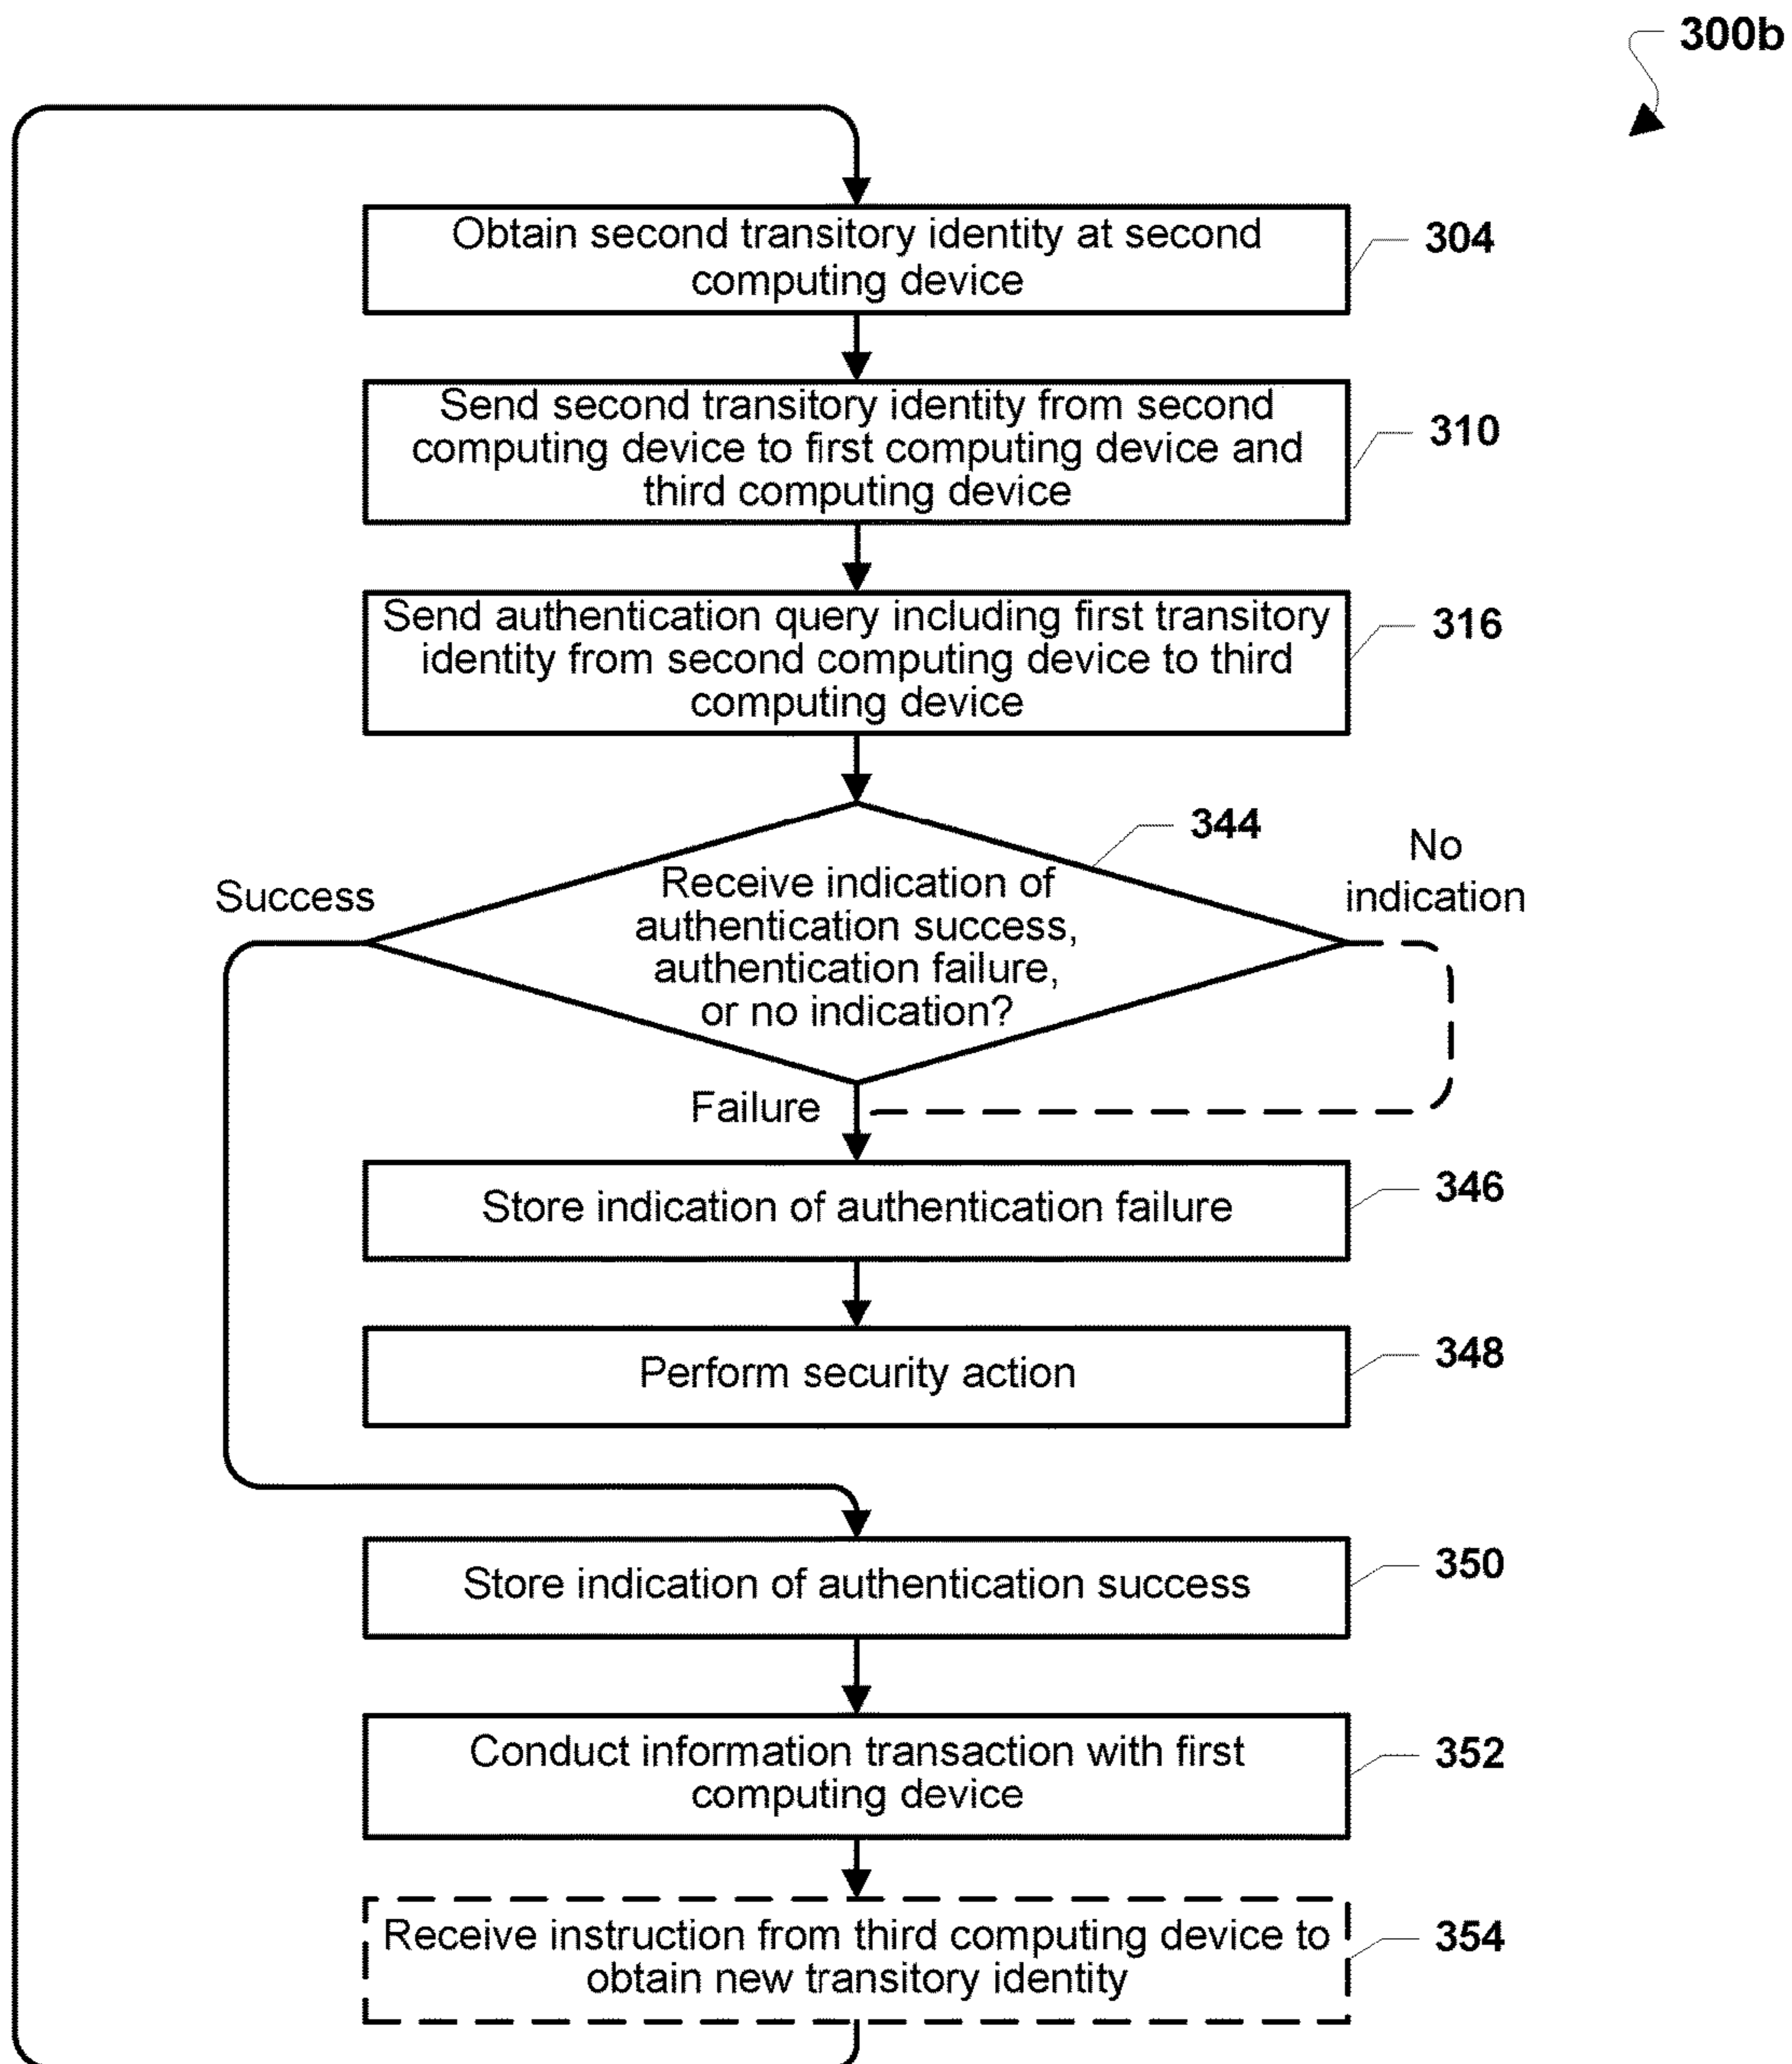 300b
Obtain second transitory identity at second
computing device
304
Send second transitory identity from second
computing device to first computing device and
third computing device
310
Send authentication query including first transitory
identity from second computing device to third
computing device
316
344
No
indication
Success
Receive indication of
authentication success,
authentication failure,
or no indication?
Failure
Store indication of authentication failure
346
Perform security action
348
Store indication of authentication success
350
Conduct information transaction with first
computing device
352
Receive instruction from third computing device to
obtain new transitory identity
354